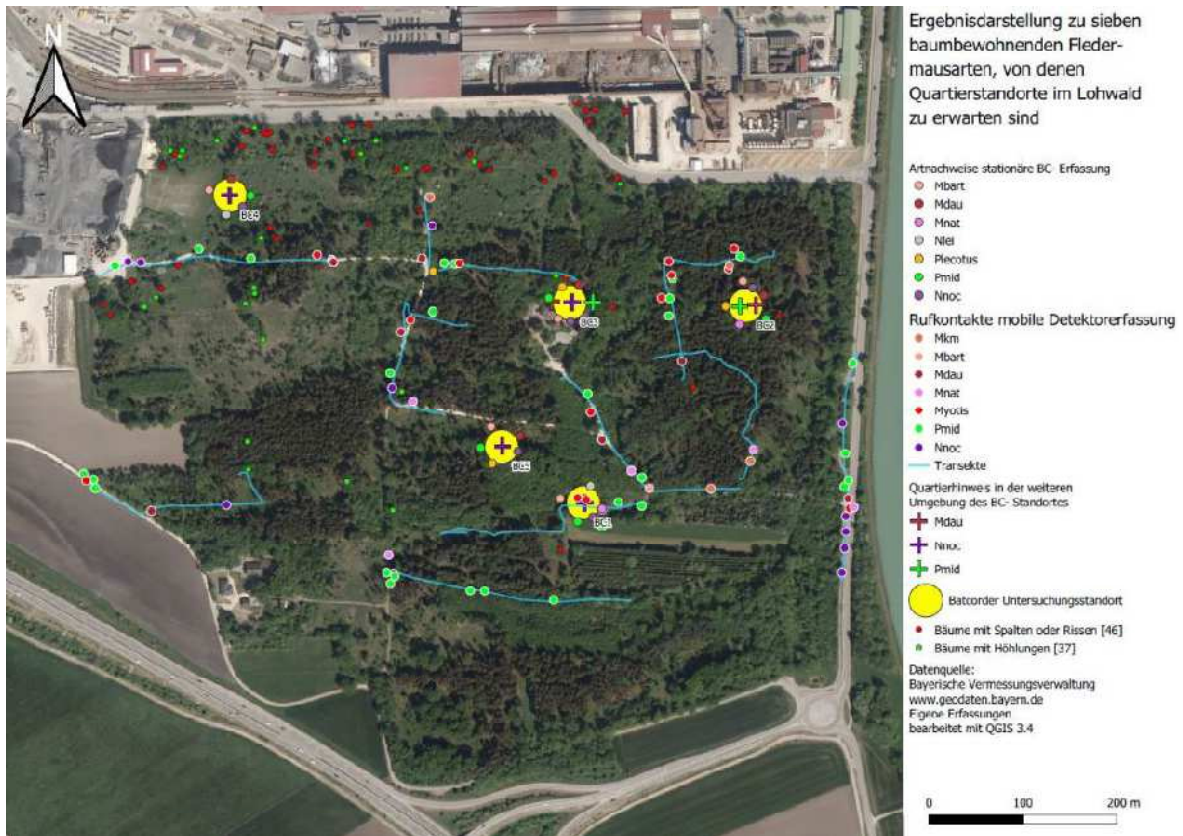 N
Ergebnisdarstellung zu sieben
baumbewohnenden Fleder-
mausarten, von denen
Quartierstandorte im Lohwald
zu erwarten sind
Artnachweise stationäre BC- Erfassung
Mbart
Mdau
Mnat
Nlei
Plecotus
Pmid
Nnoc
Rufkontakte mobile Detektorerfassung
Mkm
Mbart
Mdau
Mnat
Myotis
Pmid
Nnoc
Transekte
Quartierhinweis in der weiteren
Umgebung des BC- Standortes
Mdau
Nnoc
Pmid
Batcorder Untersuchungsstandort
Bäume mit Spalten oder Rissen [46]
Bäume mit Höhlungen [37]
Datenquelle:
Bayerische Vermessungsverwaltung
www.geodaten.bayern.de
Eigene Erfassungen
bearbeitet mit QGIS 3.4
0 100 200 m
BC4
BC3
BC2
BC1